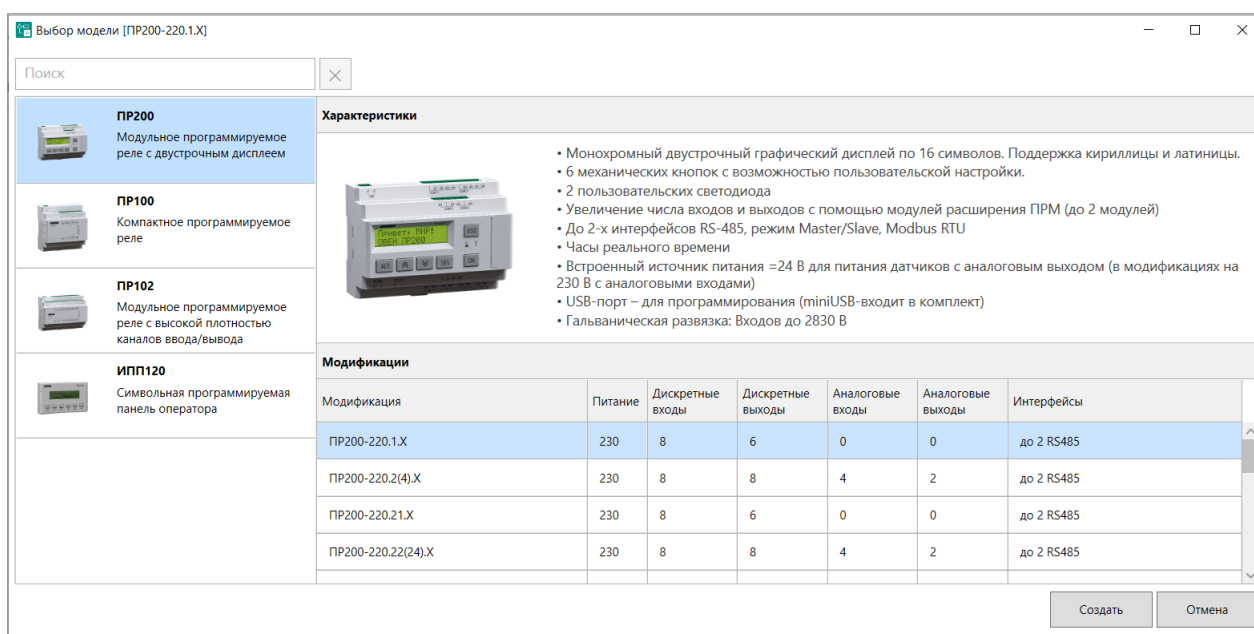 Выбор модели [ПР200-220.1.X]
Поиск
ПР200
Модульное программируемое
реле с двустрочным дисплеем
ПР100
Компактное программируемое
реле
ПР102
Модульное программируемое
реле с высокой плотностью
каналов ввода/вывода
ИПП120
Символьная программируемая
панель оператора
Характеристики
Привет, МИР!
ОВЕН ПР200
ESC
ALT
SEL
OK
• Монохромный двустрочный графический дисплей по 16 символов. Поддержка кириллицы и латиницы.
• 6 механических кнопок с возможностью пользовательской настройки.
• 2 пользовательских светодиода
• Увеличение числа входов и выходов с помощью модулей расширения ПРМ (до 2 модулей)
• До 2-х интерфейсов RS-485, режим Master/Slave, Modbus RTU
• Часы реального времени
• Встроенный источник питания =24 В для питания датчиков с аналоговым выходом (в модификациях на
230 В с аналоговыми входами)
• USB-порт – для программирования (miniUSB-входит в комплект)
• Гальваническая развязка: Входов до 2830 В
Модификации
Модификация Питание Дискретные входы Дискретные выходы Аналоговые входы Аналоговые выходы Интерфейсы
ПР200-220.1.X 230 8 6 0 0 до 2 RS485
ПР200-220.2(4).X 230 8 8 4 2 до 2 RS485
ПР200-220.21.X 230 8 6 0 0 до 2 RS485
ПР200-220.22(24).X 230 8 8 4 2 до 2 RS485
Создать Отмена